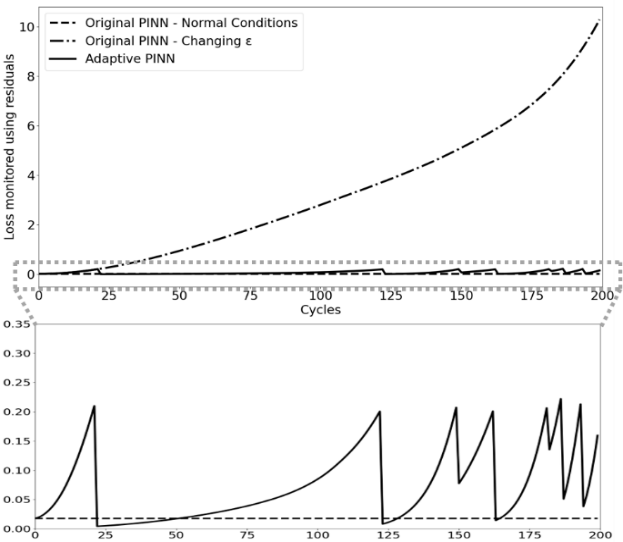 Original PINN - Normal Conditions
Original PINN - Changing ε
Adaptive PINN
Loss monitored using residuals
10
8
6
4
2
0
0 25 50 75 100 125 150 175 200
Cycles
0.35
0.30
0.25
0.20
0.15
0.10
0.05
0.00
0 25 50 75 100 125 150 175 200